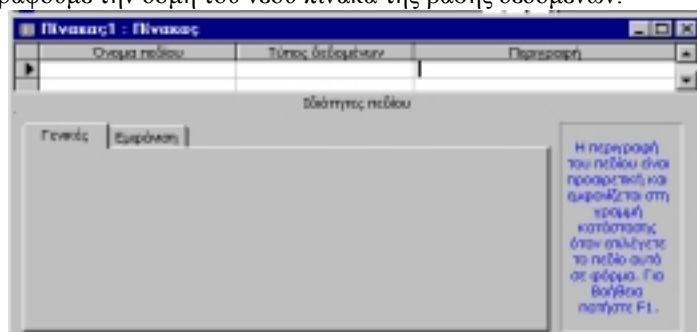 ράφουμε την δομή του νέου πίνακα της βάσης δεδομένων.
Πίνακας1 : Πίνακας
Όνομα πεδίου Τύπος δεδομένων Περιγραφή
Ιδιότητες πεδίου
Γενικές Εμφάνιση
Η περιγραφή
του πεδίου είναι
προαιρετική και
εμφανίζεται στη
γραμμή
κατάστασης
όταν επιλέγετε
το πεδίο αυτό
σε φόρμα. Για
Βοήθεια
πατήστε F1.